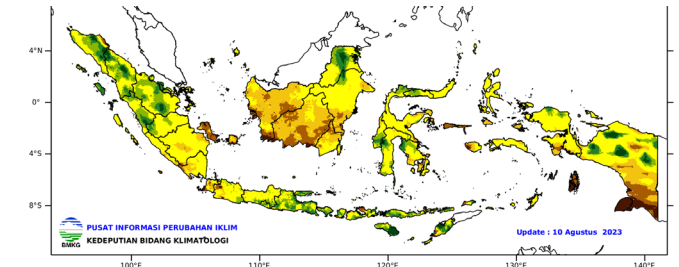 4°N
0°
4°S
8°S
PUSAT INFORMASI PERUBAHAN IKLIM
KEDEPUTIAN BIDANG KLIMATOLOGI
BMKG
Update : 10 Agustus 2023
100°E 110°E 120°E 130°E 140°E